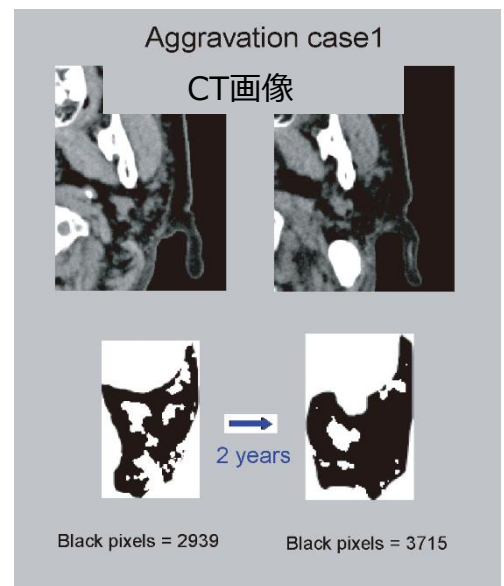 Aggravation case1
CT画像
2 years
Black pixels = 2939
Black pixels = 3715